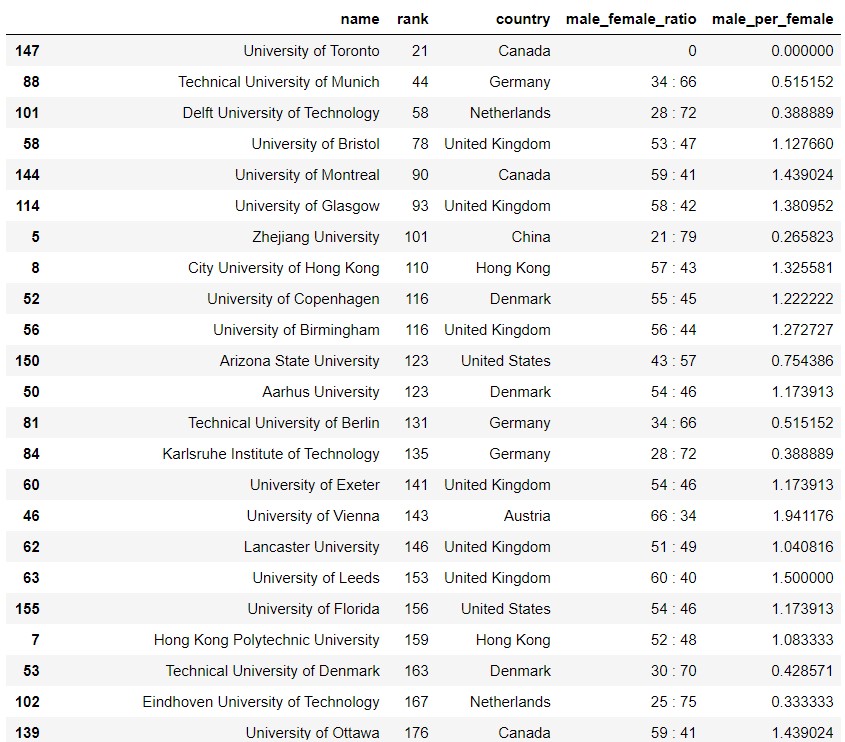 name rank country male_female_ratio male_per_female
147 University of Toronto 21 Canada 0 0.000000
88 Technical University of Munich 44 Germany 34 : 66 0.515152
101 Delft University of Technology 58 Netherlands 28 : 72 0.388889
58 University of Bristol 78 United Kingdom 53 : 47 1.127660
144 University of Montreal 90 Canada 59 : 41 1.439024
114 University of Glasgow 93 United Kingdom 58 : 42 1.380952
5 Zhejiang University 101 China 21 : 79 0.265823
8 City University of Hong Kong 110 Hong Kong 57 : 43 1.325581
52 University of Copenhagen 116 Denmark 55 : 45 1.222222
56 University of Birmingham 116 United Kingdom 56 : 44 1.272727
150 Arizona State University 123 United States 43 : 57 0.754386
50 Aarhus University 123 Denmark 54 : 46 1.173913
81 Technical University of Berlin 131 Germany 34 : 66 0.515152
84 Karlsruhe Institute of Technology 135 Germany 28 : 72 0.388889
60 University of Exeter 141 United Kingdom 54 : 46 1.173913
46 University of Vienna 143 Austria 66 : 34 1.941176
62 Lancaster University 146 United Kingdom 51 : 49 1.040816
63 University of Leeds 153 United Kingdom 60 : 40 1.500000
155 University of Florida 156 United States 54 : 46 1.173913
7 Hong Kong Polytechnic University 159 Hong Kong 52 : 48 1.083333
53 Technical University of Denmark 163 Denmark 30 : 70 0.428571
102 Eindhoven University of Technology 167 Netherlands 25 : 75 0.333333
139 University of Ottawa 176 Canada 59 : 41 1.439024